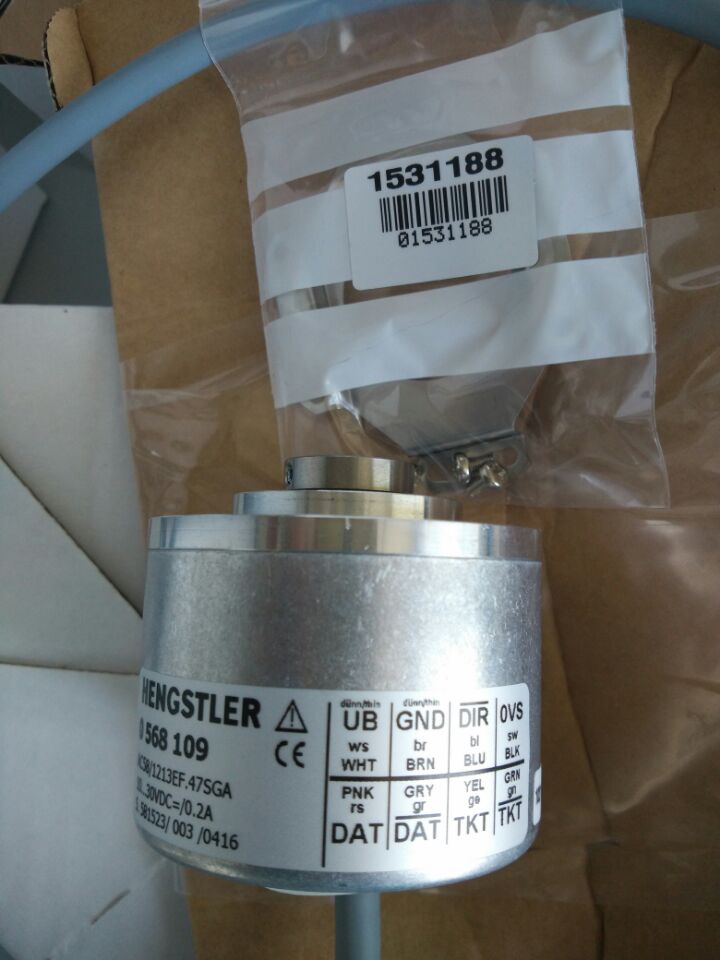 1531188
01531188
HENGSTLER
0 568 109
AC58/1213EF.47SGA
..30VDC=/0.2A
581523/ 003 /0416
CE
dünn/thin
UB
ws
WHT
dünn/thin
GND
br
BRN
DIR
bl
BLU
0VS
sw
BLK
PNK
rs
DAT
GRY
gr
DAT
YEL
ge
TKT
GRN
gn
TKT